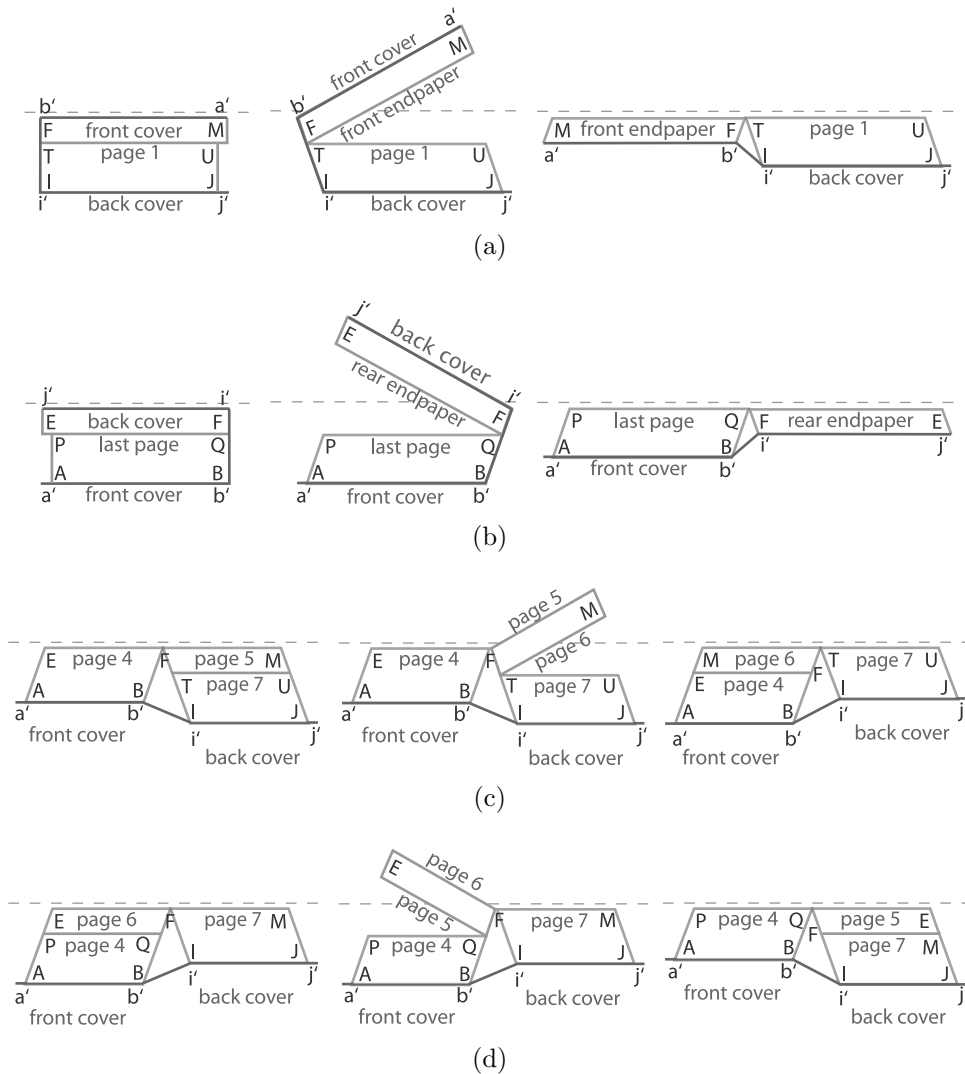 b‘ a‘
F front cover M
T page 1 U
I J
i‘ back cover j‘
a‘
front cover M
b‘
F front endpaper
T page 1 U
I J
i‘ back cover j‘
M front endpaper F T page 1 U
a‘ b‘ I J
i‘ back cover j‘
(a)
j‘ i‘
E back cover F
P last page Q
A B
a‘ front cover b‘
j‘
E back cover
rear endpaper i‘
F
P last page Q
A B
a‘ front cover b‘
P last page Q F rear endpaper E
A B i‘ j‘
a‘ front cover b‘
(b)
E page 4 F page 5 M
A B T page 7 U
a‘ b‘ I J
front cover i‘ j‘
back cover
page 5 M
page 6
E page 4 F
A B T page 7 U
a‘ b‘ I J
front cover i‘ j‘
back cover
M page 6 T page 7 U
E page 4 F
A B I J
a‘ b‘ i‘ j
front cover back cover
(c)
E page 6 F page 7 M
P page 4 Q
A B I J
a‘ b‘ i‘ j‘
front cover back cover
E page 6
page 5 F page 7 M
P page 4 Q
A B I J
a‘ b‘ i‘ j‘
front cover back cover
P page 4 Q page 5 E
F page 7 M
A B I J
a‘ b‘ i‘ j
front cover back cover
(d)